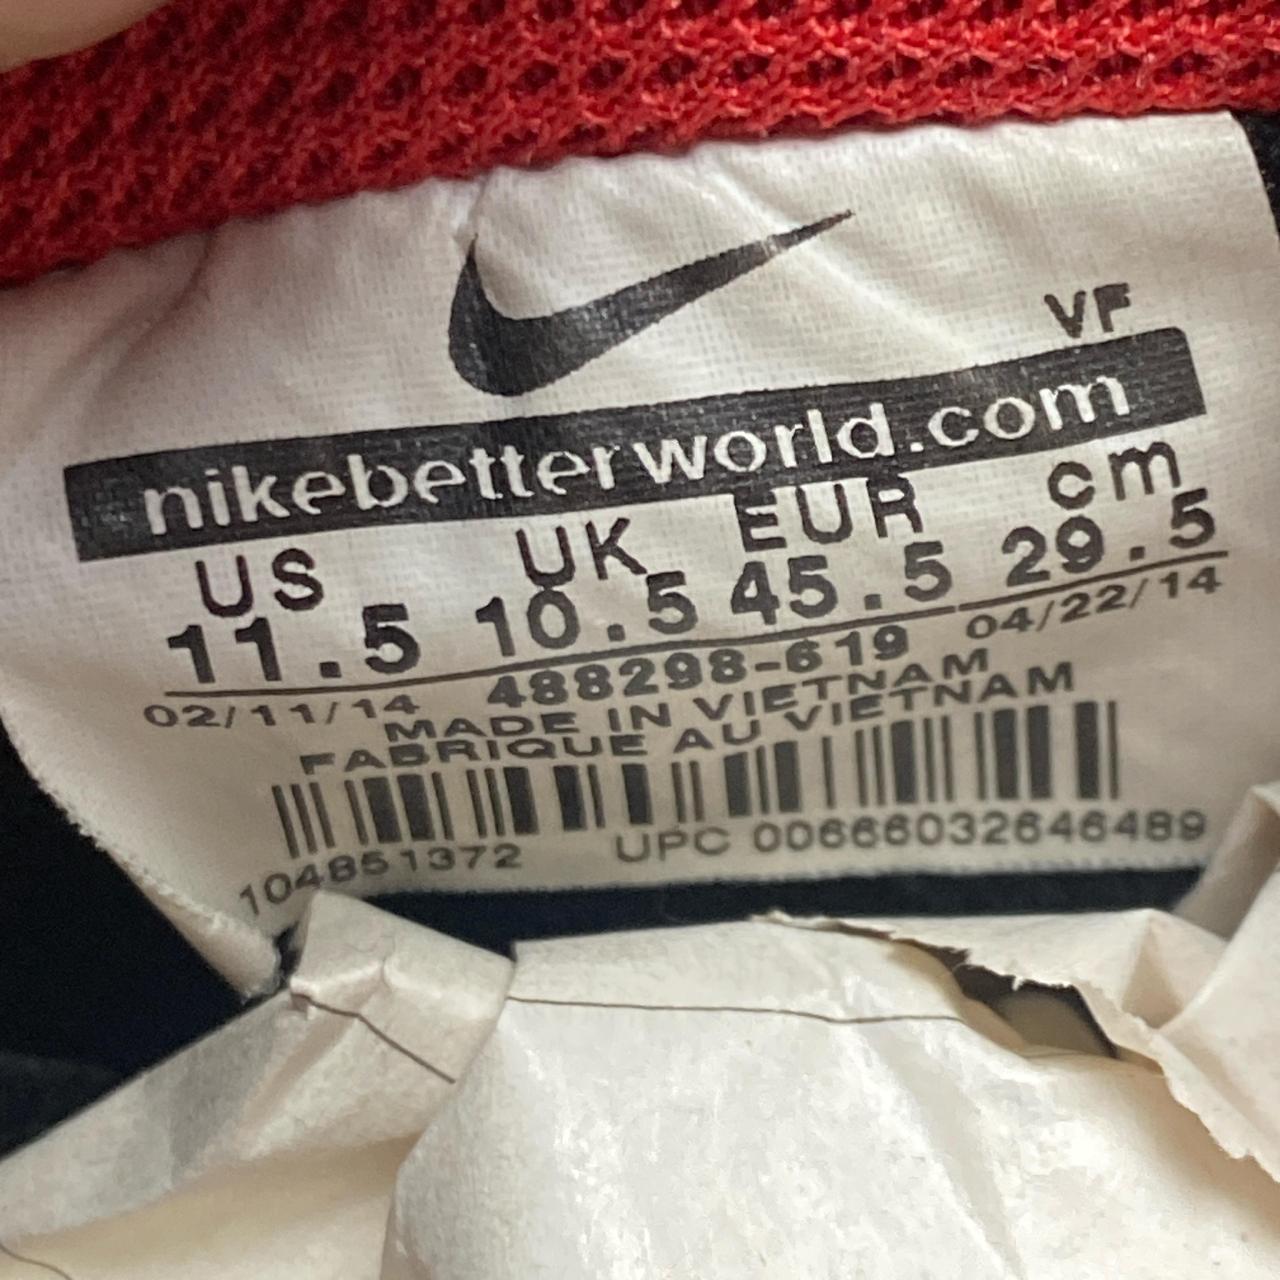 VF
nikebetterworld.com
US UK EUR cm
11.5 10.5 45.5 29.5
02/11/14 488298-619 04/22/14
MADE IN VIETNAM
FABRIQUE AU VIETNAM
104851372 UPC 00666032646489